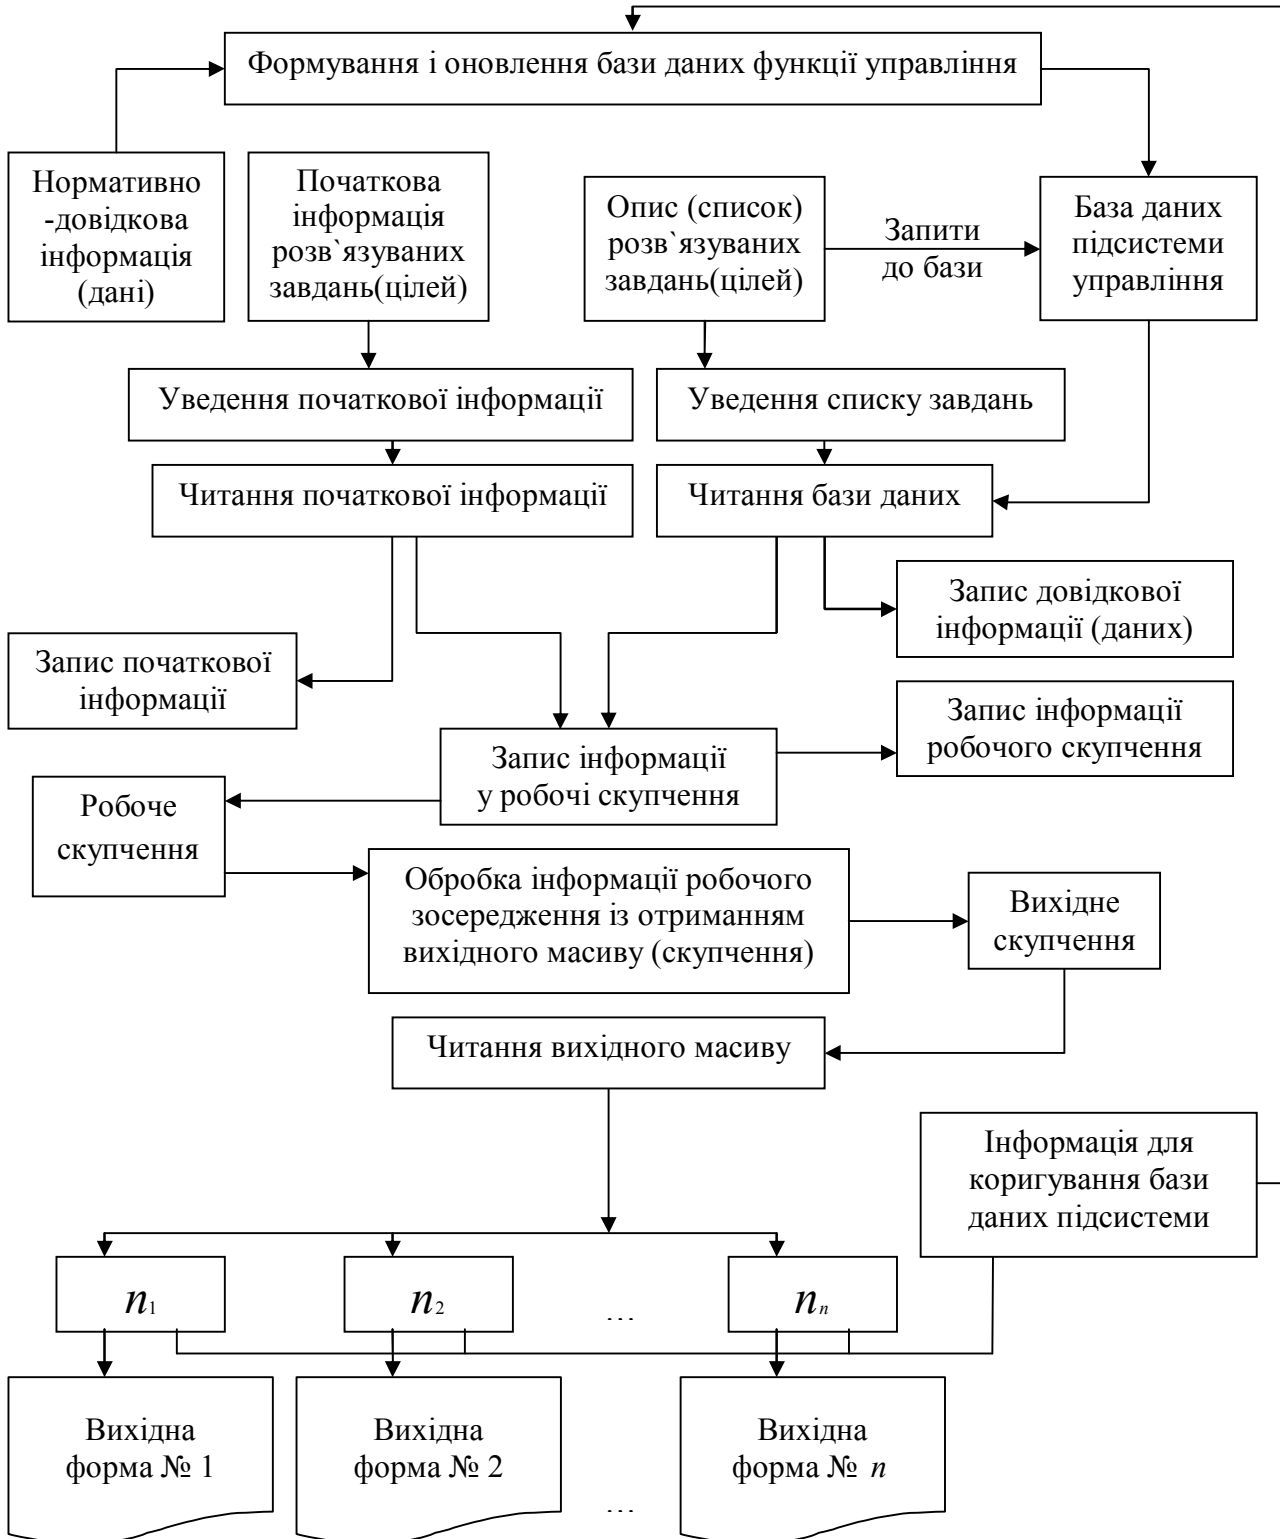 Формування і оновлення бази даних функції управління
Нормативно
-довідкова
інформація
(дані)
Початкова
інформація
розв`язуваних
завдань(цілей)
Опис (список)
розв`язуваних
завдань(цілей)
Запити
до бази
База даних
підсистеми
управління
Уведення початкової інформації
Уведення списку завдань
Читання початкової інформації
Читання бази даних
Запис довідкової
інформації (даних)
Запис початкової
інформації
Запис інформації
робочого скупчення
Запис інформації
у робочі скупчення
Робоче
скупчення
Обробка інформації робочого
зосередження із отриманням
вихідного масиву (скупчення)
Вихідне
скупчення
Читання вихідного масиву
Інформація для
коригування бази
даних підсистеми
n₁
n₂
...
nₙ
Вихідна
форма № 1
Вихідна
форма № 2
...
Вихідна
форма № n